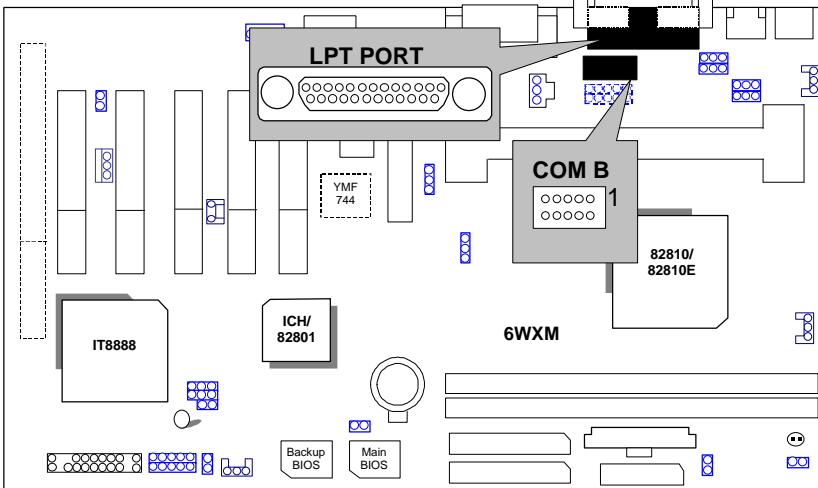 LPT PORT
COM B
1
YMF
744
82810/
82810E
ICH/
82801
IT8888
6WXM
Backup
BIOS
Main
BIOS